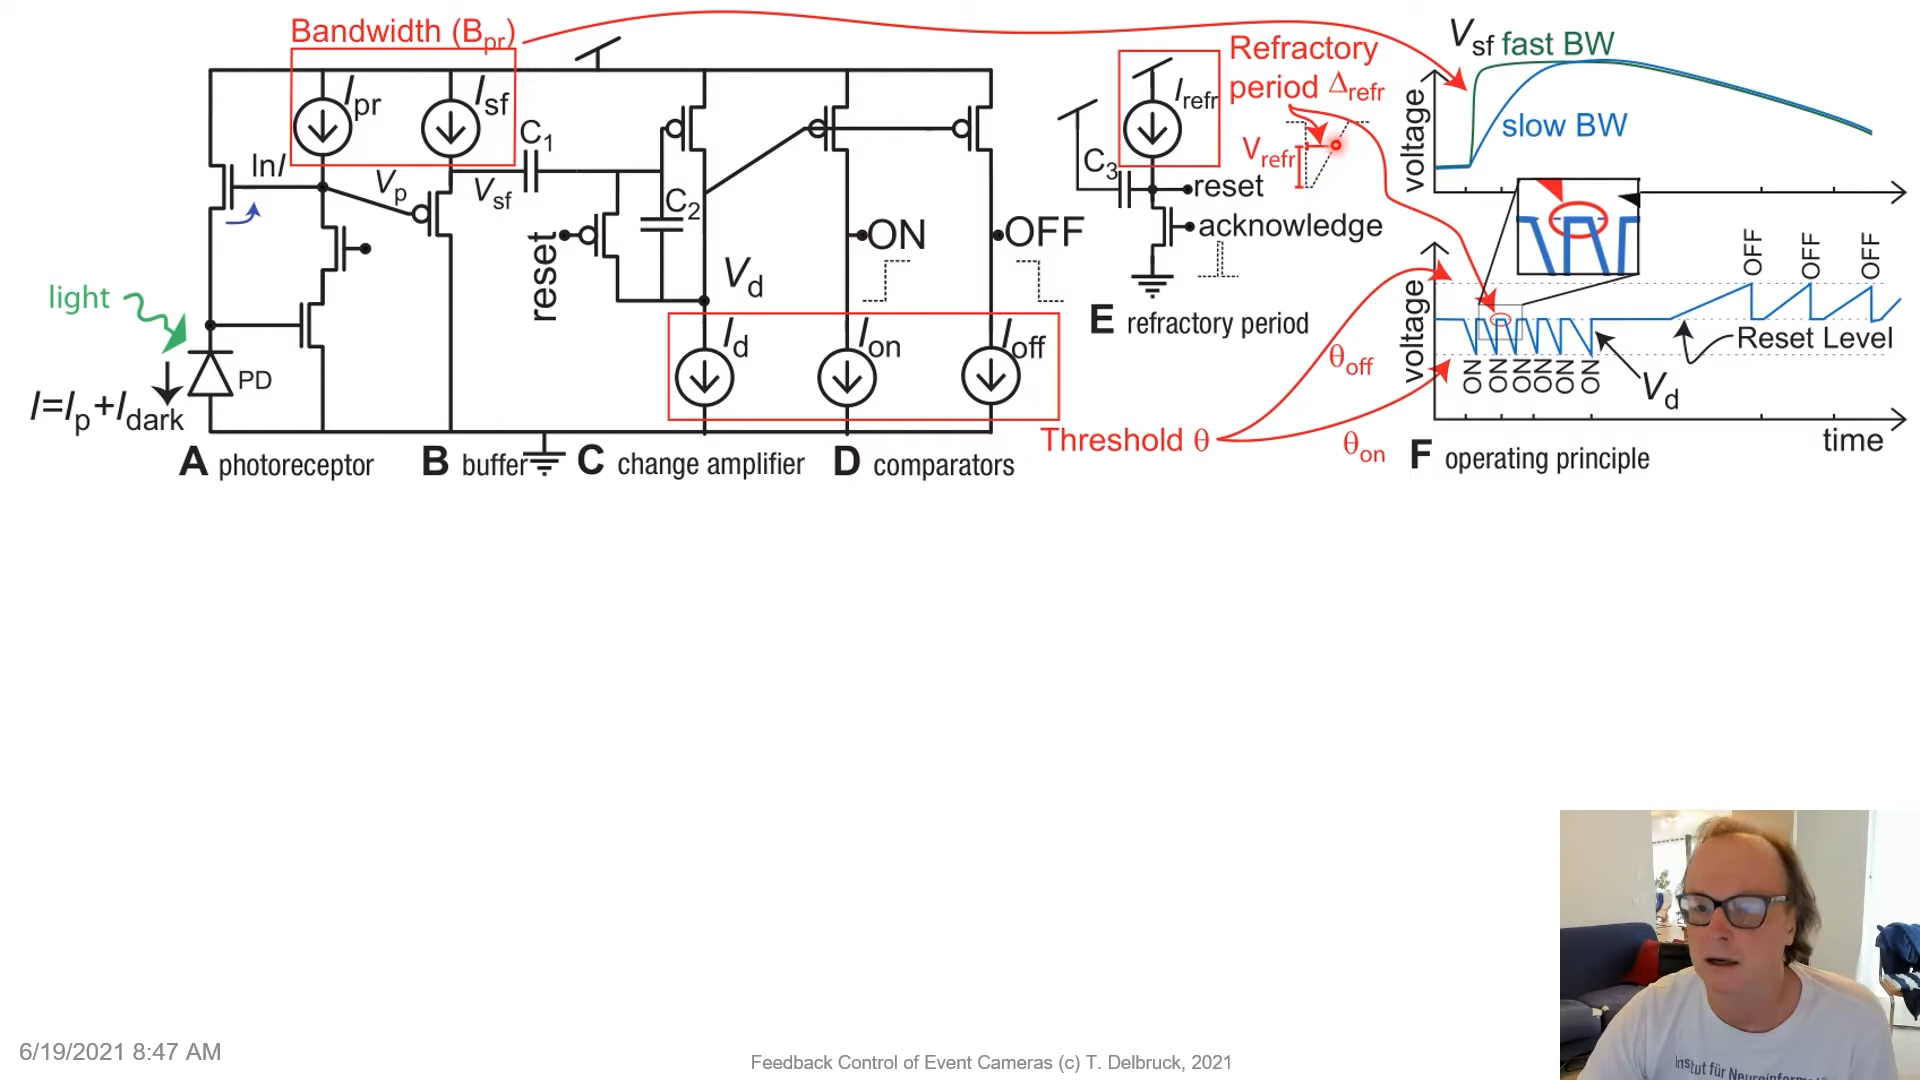 Bandwidth (Bpr)
Ipr
Isf
C1
lnI
Vp
Vsf
C2
reset
Vd
ON
OFF
light
PD
I=Ip+Idark
Id
Ion
Ioff
A photoreceptor
B buffer
C change amplifier
D comparators
Irefr
Refractory
period Δrefr
Vrefr
C3
reset
acknowledge
E refractory period
Threshold θ
θoff
θon
Vsf fast BW
slow BW
voltage
voltage
OFF
OFF
OFF
Reset Level
ON
ON
ON
ON
ON
ON
Vd
time
F operating principle
6/19/2021 8:47 AM
Feedback Control of Event Cameras (c) T. Delbruck, 2021
Institut für